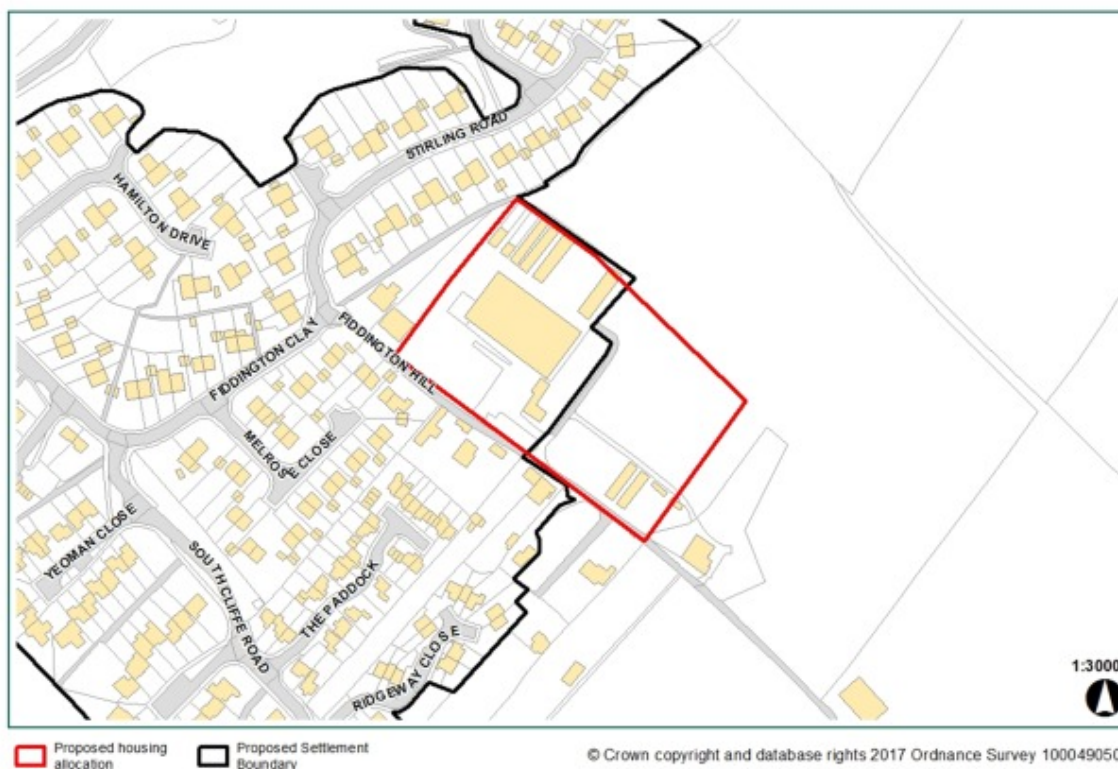 STIRLING ROAD
HAMILTON DRIVE
FIDDINGTON CLAY
FIDDINGTON HILL
MELROSE CLOSE
YEOMAN CLOSE
SOUTHCLIFFE ROAD
THE PADDOCK
RIDGEWAY CLOSE
1:3000
Proposed housing
allocation
Proposed Settlement
Boundary
© Crown copyright and database rights 2017 Ordnance Survey 100049050